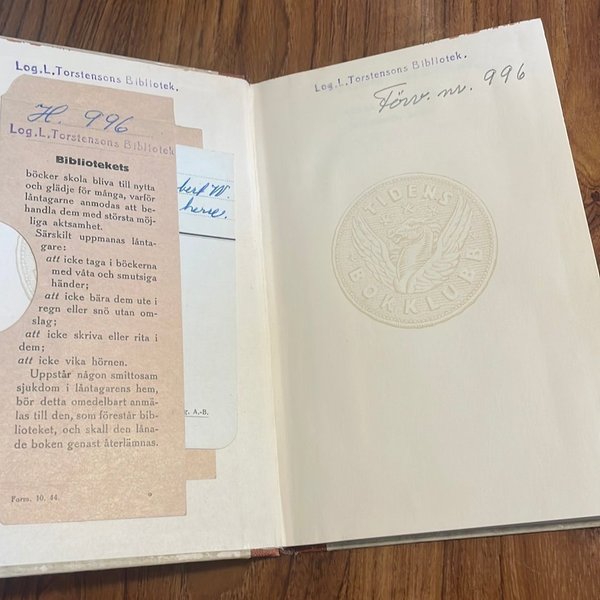 Log.L.Torstensons Bibliotek.
H. 996
Log.L.Torstensons Bibliotek
Bibliotekets
böcker skola bliva till nytta
och glädje för många, varför
låntagarne anmodas att be-
handla dem med största möj-
liga aktsamhet.
Särskilt uppmanas lånta-
gare:
att icke taga i böckerna
med våta och smutsiga
händer;
att icke bära dem ute i
regn eller snö utan om-
slag;
att icke skriva eller rita i
dem;
att icke vika hörnen.
Uppstår någon smittosam
sjukdom i låntagarens hem,
bör detta omedelbart anmä-
las till den, som förestår bib-
lioteket, och skall den låna-
de boken genast återlämnas.
Form. 10. 44.
bert W.
r. A.-B.
Log.L.Torstensons Bibliotek.
Förv. nr. 996
DENS
BOKKLUBB